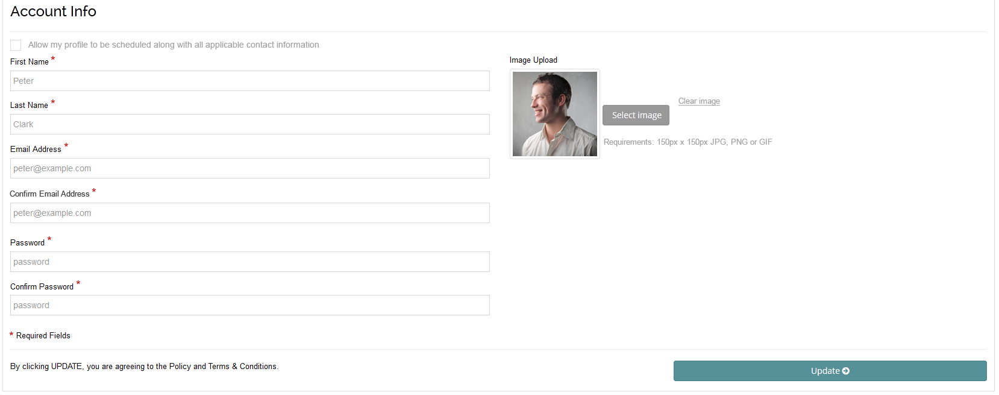 Account Info
Allow my profile to be scheduled along with all applicable contact information
First Name *
Peter
Last Name *
Clark
Email Address *
peter@example.com
Confirm Email Address *
peter@example.com
Password *
password
Confirm Password *
password
* Required Fields
Image Upload
Clear image
Select image
Requirements: 150px x 150px JPG, PNG or GIF
By clicking UPDATE, you are agreeing to the Policy and Terms & Conditions.
Update